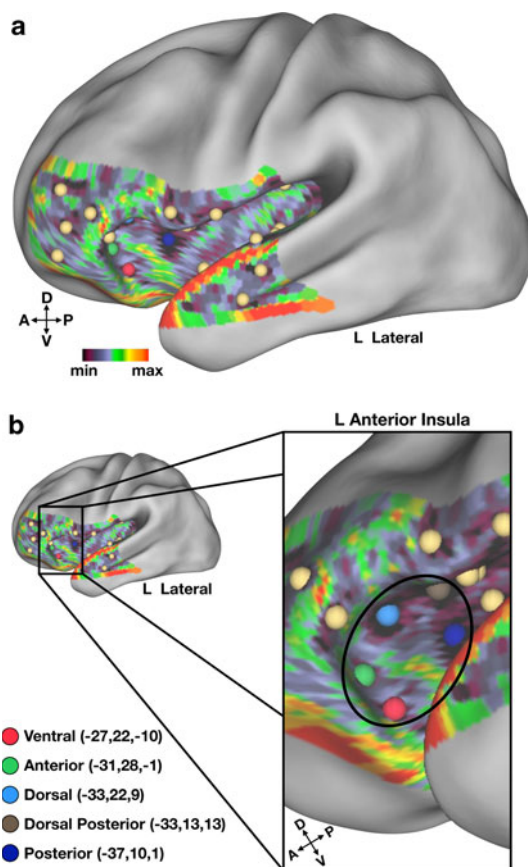 a
D
A P
V
min max
L Lateral
b
L Anterior Insula
L Lateral
Ventral (-27,22,-10)
Anterior (-31,28,-1)
Dorsal (-33,22,9)
Dorsal Posterior (-33,13,13)
Posterior (-37,10,1)
D
A P
V